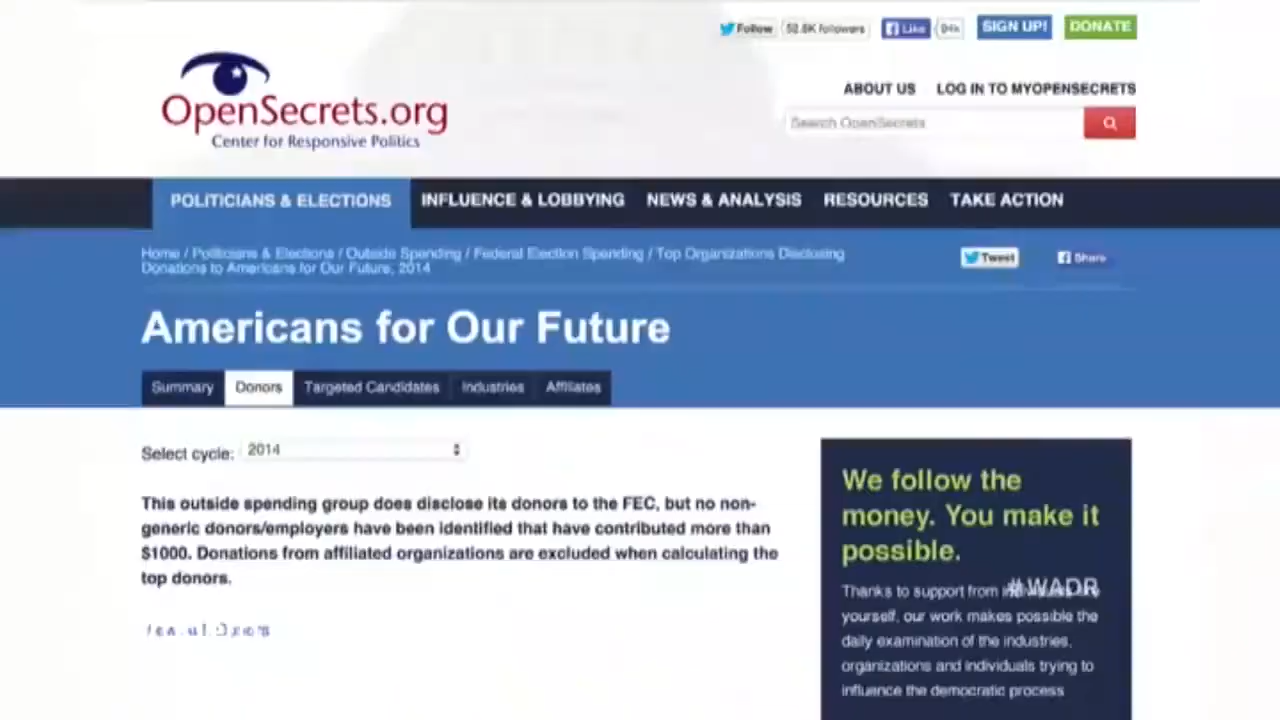 Follow 52.8K followers Like 94k SIGN UP! DONATE
OpenSecrets.org
Center for Responsive Politics
ABOUT US LOG IN TO MYOPENSECRETS
Search OpenSecrets
POLITICIANS & ELECTIONS INFLUENCE & LOBBYING NEWS & ANALYSIS RESOURCES TAKE ACTION
Home / Politicians & Elections / Outside Spending / Federal Election Spending / Top Organizations Disclosing
Donations to Americans for Our Future, 2014
Tweet Share
Americans for Our Future
Summary Donors Targeted Candidates Industries Affiliates
Select cycle: 2014
This outside spending group does disclose its donors to the FEC, but no non-
generic donors/employers have been identified that have contributed more than
$1000. Donations from affiliated organizations are excluded when calculating the
top donors.
We follow the
money. You make it
possible.
Thanks to support from
#WADR
yourself, our work makes possible the
daily examination of the industries,
organizations and individuals trying to
influence the democratic process